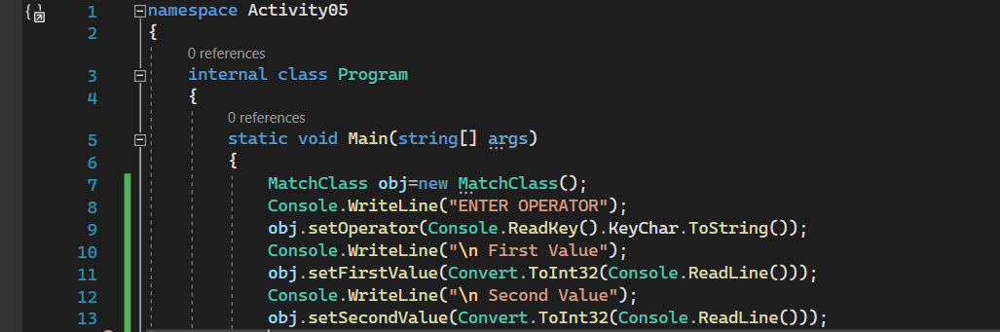 1 namespace Activity05
2 {
0 references
3 internal class Program
4 {
0 references
5 static void Main(string[] args)
6 {
7 MatchClass obj=new MatchClass();
8 Console.WriteLine("ENTER OPERATOR");
9 obj.setOperator(Console.ReadKey().KeyChar.ToString());
10 Console.WriteLine("\n First Value");
11 obj.setFirstValue(Convert.ToInt32(Console.ReadLine()));
12 Console.WriteLine("\n Second Value");
13 obj.setSecondValue(Convert.ToInt32(Console.ReadLine()));